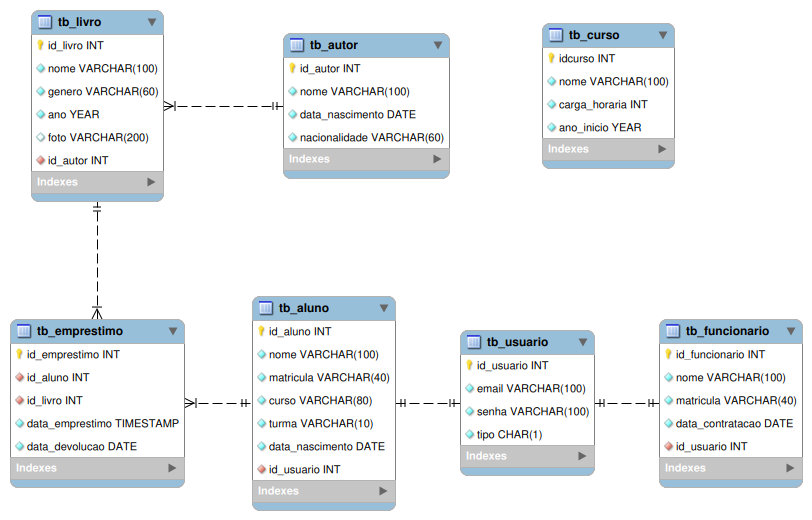 tb_livro
id_livro INT
nome VARCHAR(100)
genero VARCHAR(60)
ano YEAR
foto VARCHAR(200)
id_autor INT
Indexes
tb_autor
id_autor INT
nome VARCHAR(100)
data_nascimento DATE
nacionalidade VARCHAR(60)
Indexes
tb_curso
idcurso INT
nome VARCHAR(100)
carga_horaria INT
ano_inicio YEAR
Indexes
tb_emprestimo
id_emprestimo INT
id_aluno INT
id_livro INT
data_emprestimo TIMESTAMP
data_devolucao DATE
Indexes
tb_aluno
id_aluno INT
nome VARCHAR(100)
matricula VARCHAR(40)
curso VARCHAR(80)
turma VARCHAR(10)
data_nascimento DATE
id_usuario INT
Indexes
tb_usuario
id_usuario INT
email VARCHAR(100)
senha VARCHAR(100)
tipo CHAR(1)
Indexes
tb_funcionario
id_funcionario INT
nome VARCHAR(100)
matricula VARCHAR(40)
data_contratacao DATE
id_usuario INT
Indexes